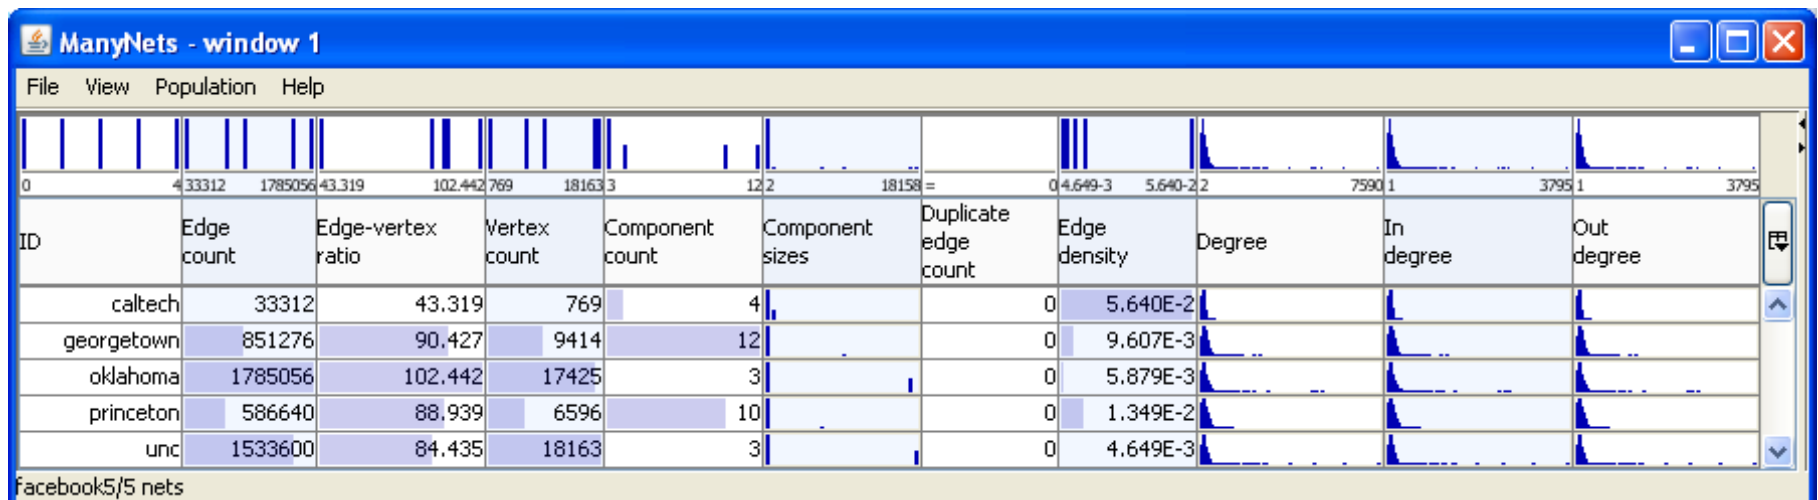 ManyNets - window 1
File View Population Help
0 4 33312 1785056 43.319 102.442 769 18163 3 12 2 18158 = 0 4.649-3 5.640-2 2 7590 1 3795 1 3795
ID Edge count Edge-vertex ratio Vertex count Component count Component sizes Duplicate edge count Edge density Degree In degree Out degree
caltech 33312 43.319 769 4 0 5.640E-2
georgetown 851276 90.427 9414 12 0 9.607E-3
oklahoma 1785056 102.442 17425 3 0 5.879E-3
princeton 586640 88.939 6596 10 0 1.349E-2
unc 1533600 84.435 18163 3 0 4.649E-3
facebook5/5 nets